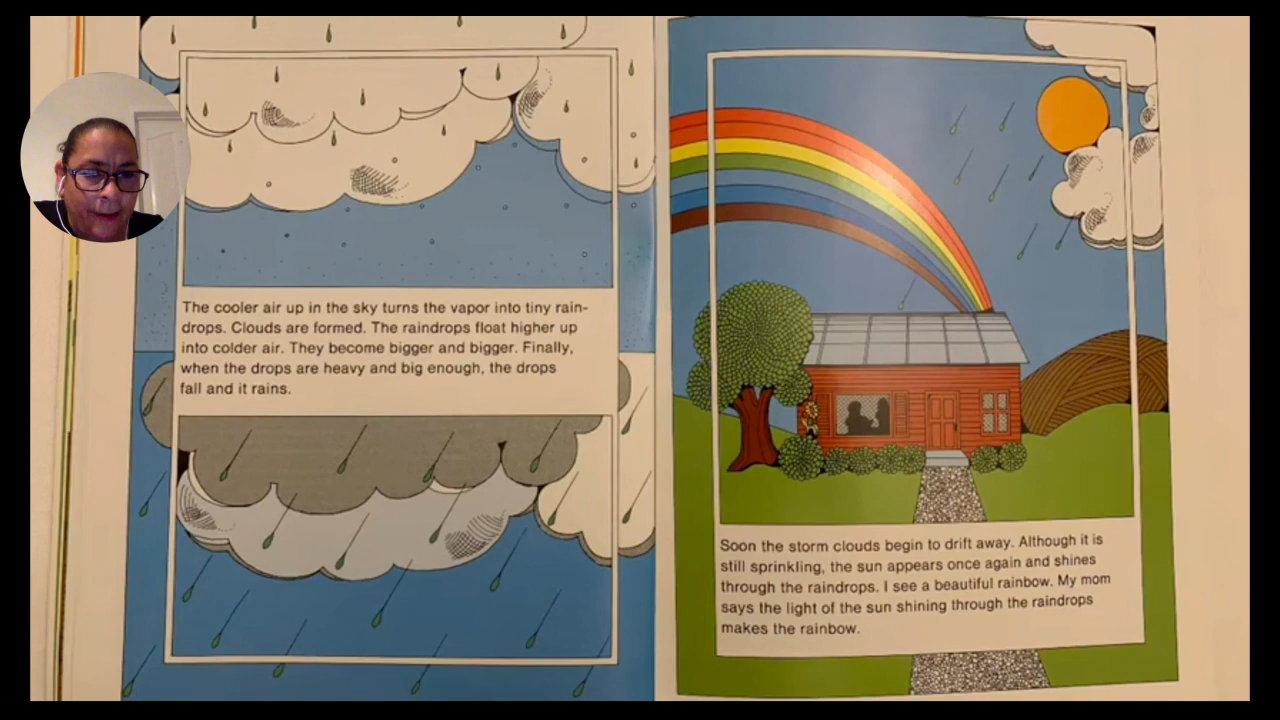 The cooler air up in the sky turns the vapor into tiny rain-
drops. Clouds are formed. The raindrops float higher up
into colder air. They become bigger and bigger. Finally,
when the drops are heavy and big enough, the drops
fall and it rains.
Soon the storm clouds begin to drift away. Although it is
still sprinkling, the sun appears once again and shines
through the raindrops. I see a beautiful rainbow. My mom
says the light of the sun shining through the raindrops
makes the rainbow.